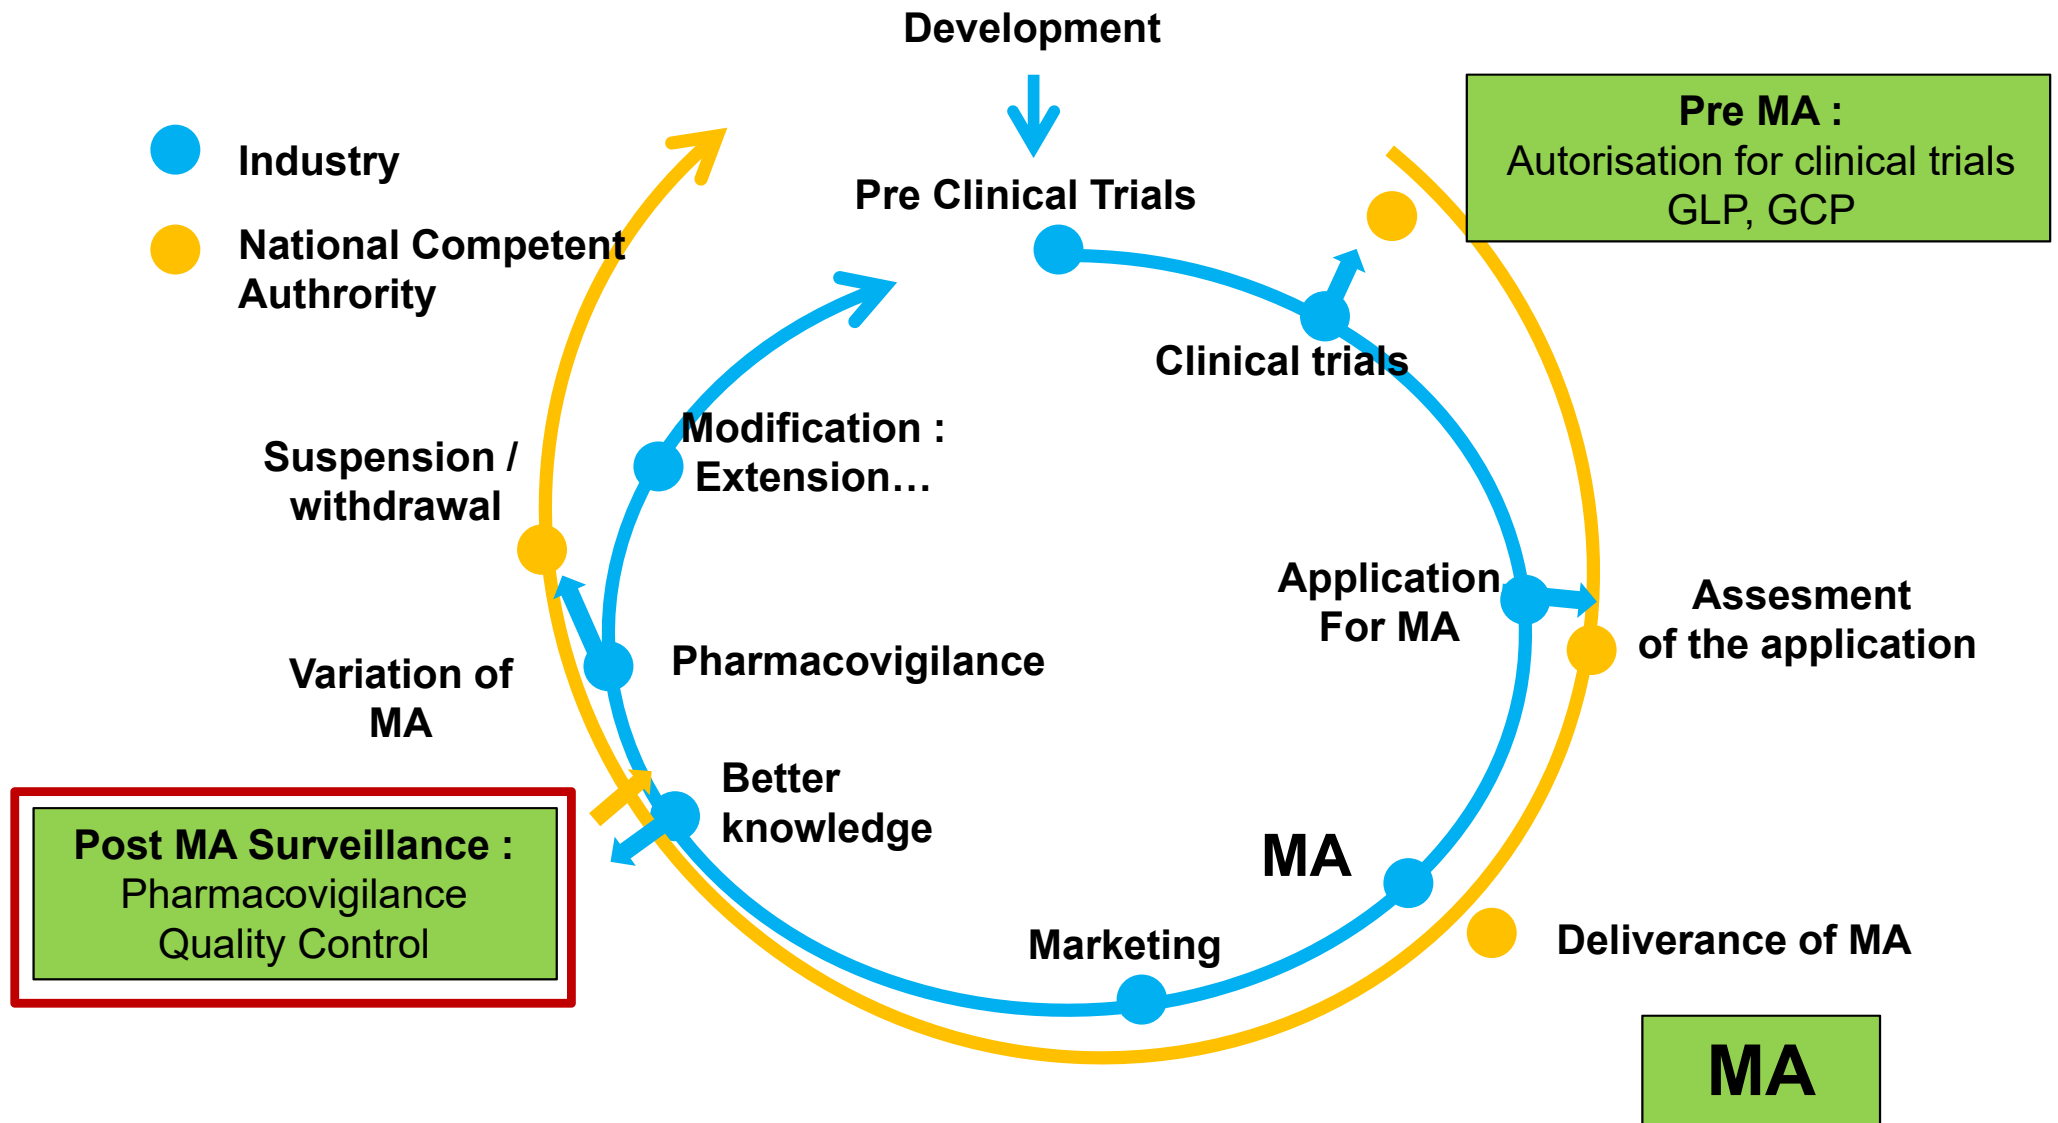 Development
Industry
National Competent
Authrority
Pre MA :
Autorisation for clinical trials
GLP, GCP
Pre Clinical Trials
Clinical trials
Modification :
Extension…
Suspension /
withdrawal
Application
For MA
Assesment
of the application
Pharmacovigilance
Variation of
MA
Better
knowledge
Post MA Surveillance :
Pharmacovigilance
Quality Control
MA
Marketing
Deliverance of MA
MA